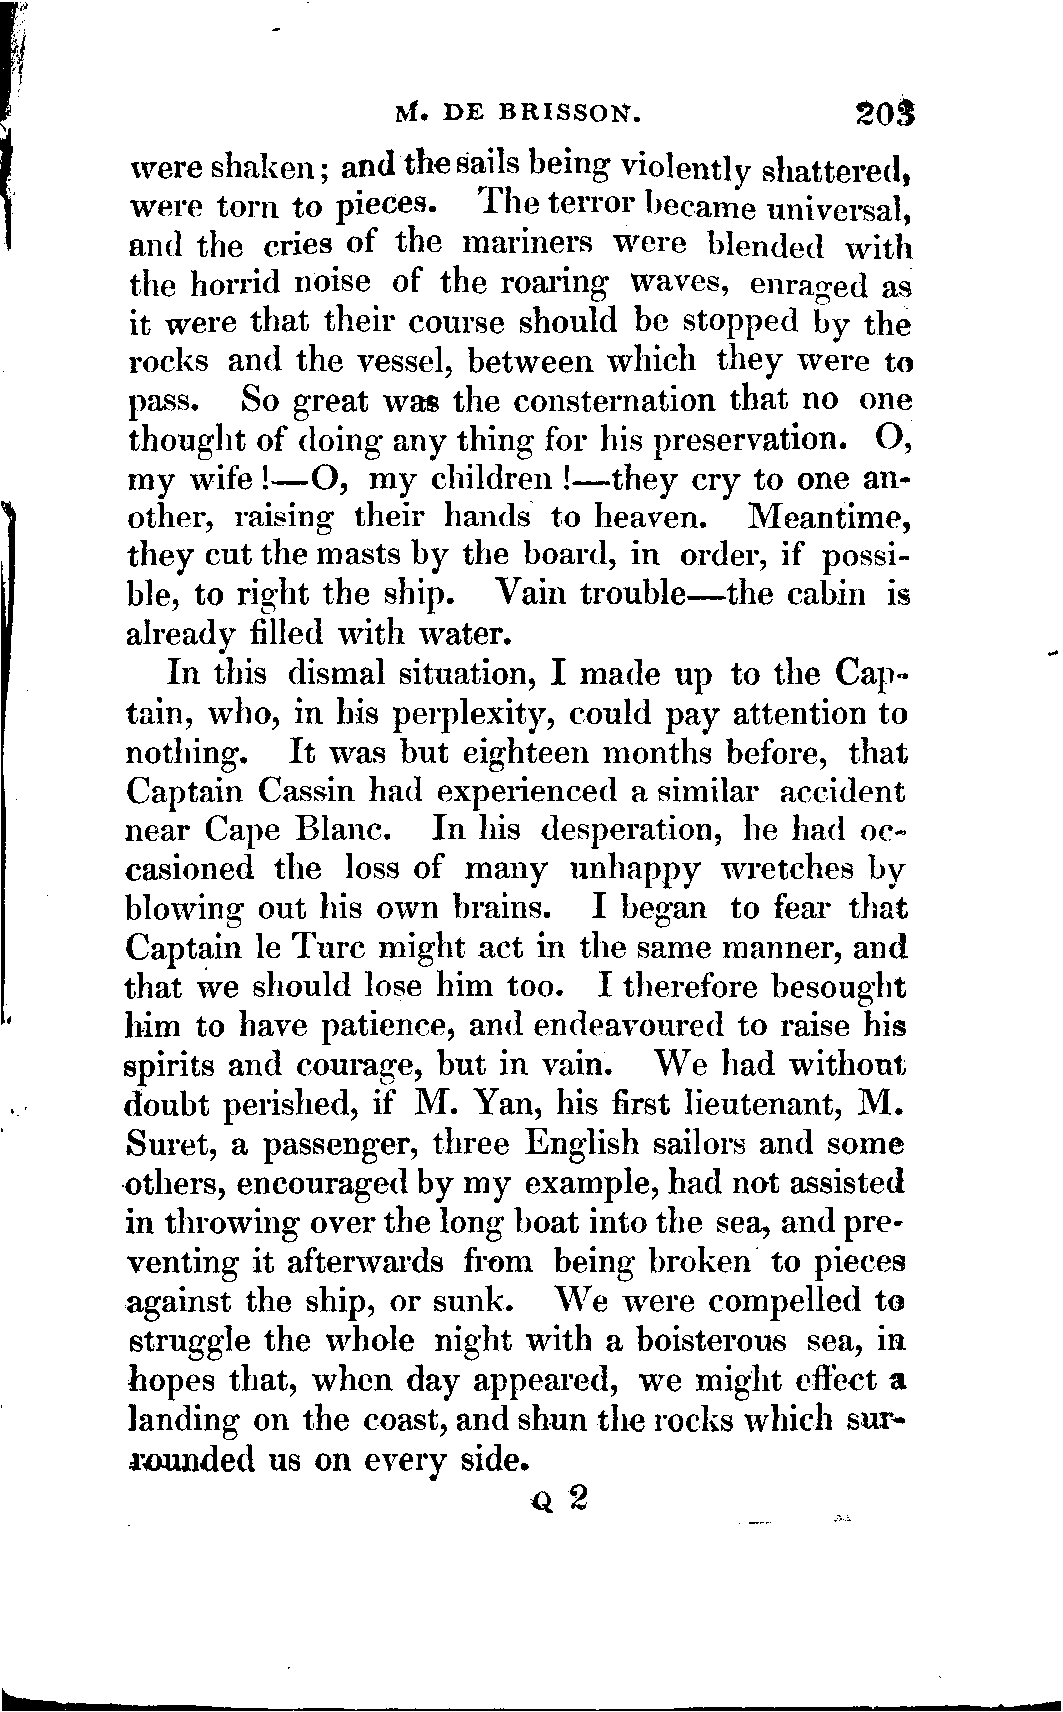 M. DE BRISSON. 203
were shaken; and the sails being violently shattered,
were torn to pieces. The terror became universal,
and the cries of the mariners were blended with
the horrid noise of the roaring waves, enraged as
it were that their course should be stopped by the
rocks and the vessel, between which they were to
pass. So great was the consternation that no one
thought of doing any thing for his preservation. O,
my wife!—O, my children!—they cry to one an-
other, raising their hands to heaven. Meantime,
they cut the masts by the board, in order, if possi-
ble, to right the ship. Vain trouble—the cabin is
already filled with water.
In this dismal situation, I made up to the Cap-
tain, who, in his perplexity, could pay attention to
nothing. It was but eighteen months before, that
Captain Cassin had experienced a similar accident
near Cape Blanc. In his desperation, he had oc-
casioned the loss of many unhappy wretches by
blowing out his own brains. I began to fear that
Captain le Turc might act in the same manner, and
that we should lose him too. I therefore besought
him to have patience, and endeavoured to raise his
spirits and courage, but in vain. We had without
doubt perished, if M. Yan, his first lieutenant, M.
Suret, a passenger, three English sailors and some
others, encouraged by my example, had not assisted
in throwing over the long boat into the sea, and pre-
venting it afterwards from being broken to pieces
against the ship, or sunk. We were compelled to
struggle the whole night with a boisterous sea, in
hopes that, when day appeared, we might effect a
landing on the coast, and shun the rocks which sur-
rounded us on every side.
Q 2